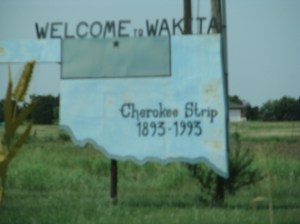 WELCOME TO WAKITA
Cherokee Strip
1893-1993